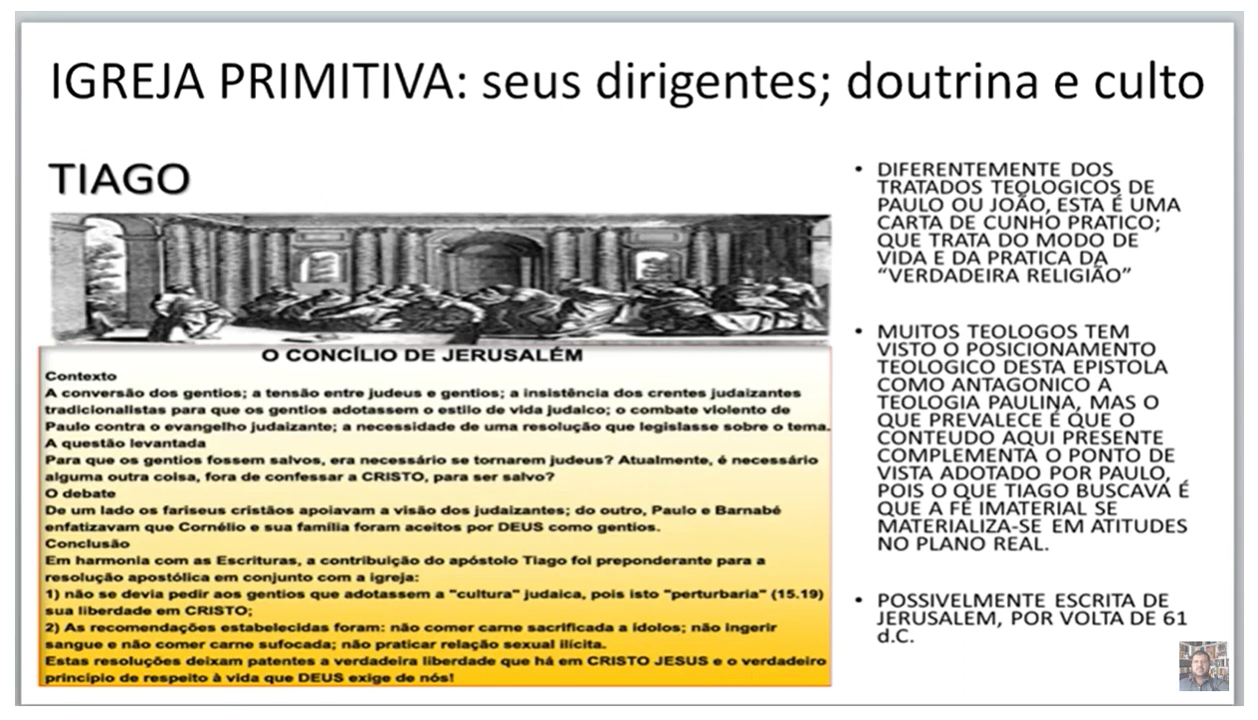 IGREJA PRIMITIVA: seus dirigentes; doutrina e culto
TIAGO
O CONCÍLIO DE JERUSALÉM
Contexto
A conversão dos gentios; a tensão entre judeus e gentios; a insistência dos crentes judaizantes
tradicionalistas para que os gentios adotassem o estilo de vida judaico; o combate violento de
Paulo contra o evangelho judaizante; a necessidade de uma resolução que legislasse sobre o tema.
A questão levantada
Para que os gentios fossem salvos, era necessário se tornarem judeus? Atualmente, é necessário
alguma outra coisa, fora de confessar a CRISTO, para ser salvo?
O debate
De um lado os fariseus cristãos apoiavam a visão dos judaizantes; do outro, Paulo e Barnabé
enfatizavam que Cornélio e sua família foram aceitos por DEUS como gentios.
Conclusão
Em harmonia com as Escrituras, a contribuição do apóstolo Tiago foi preponderante para a
resolução apostólica em conjunto com a igreja:
1) não se devia pedir aos gentios que adotassem a "cultura" judaica, pois isto "perturbaria" (15.19)
sua liberdade em CRISTO;
2) As recomendações estabelecidas foram: não comer carne sacrificada a ídolos; não ingerir
sangue e não comer carne sufocada; não praticar relação sexual ilícita.
Estas resoluções deixam patentes a verdadeira liberdade que há em CRISTO JESUS e o verdadeiro
princípio de respeito à vida que DEUS exige de nós!
• DIFERENTEMENTE DOS
TRATADOS TEOLOGICOS DE
PAULO OU JOÃO, ESTA É UMA
CARTA DE CUNHO PRATICO;
QUE TRATA DO MODO DE
VIDA E DA PRATICA DA
“VERDADEIRA RELIGIÃO”
• MUITOS TEOLOGOS TEM
VISTO O POSICIONAMENTO
TEOLOGICO DESTA EPISTOLA
COMO ANTAGONICO A
TEOLOGIA PAULINA, MAS O
QUE PREVALECE É QUE O
CONTEUDO AQUI PRESENTE
COMPLEMENTA O PONTO DE
VISTA ADOTADO POR PAULO,
POIS O QUE TIAGO BUSCAVA É
QUE A FÉ IMATERIAL SE
MATERIALIZA-SE EM ATITUDES
NO PLANO REAL.
• POSSIVELMENTE ESCRITA DE
JERUSALEM, POR VOLTA DE 61
d.C.